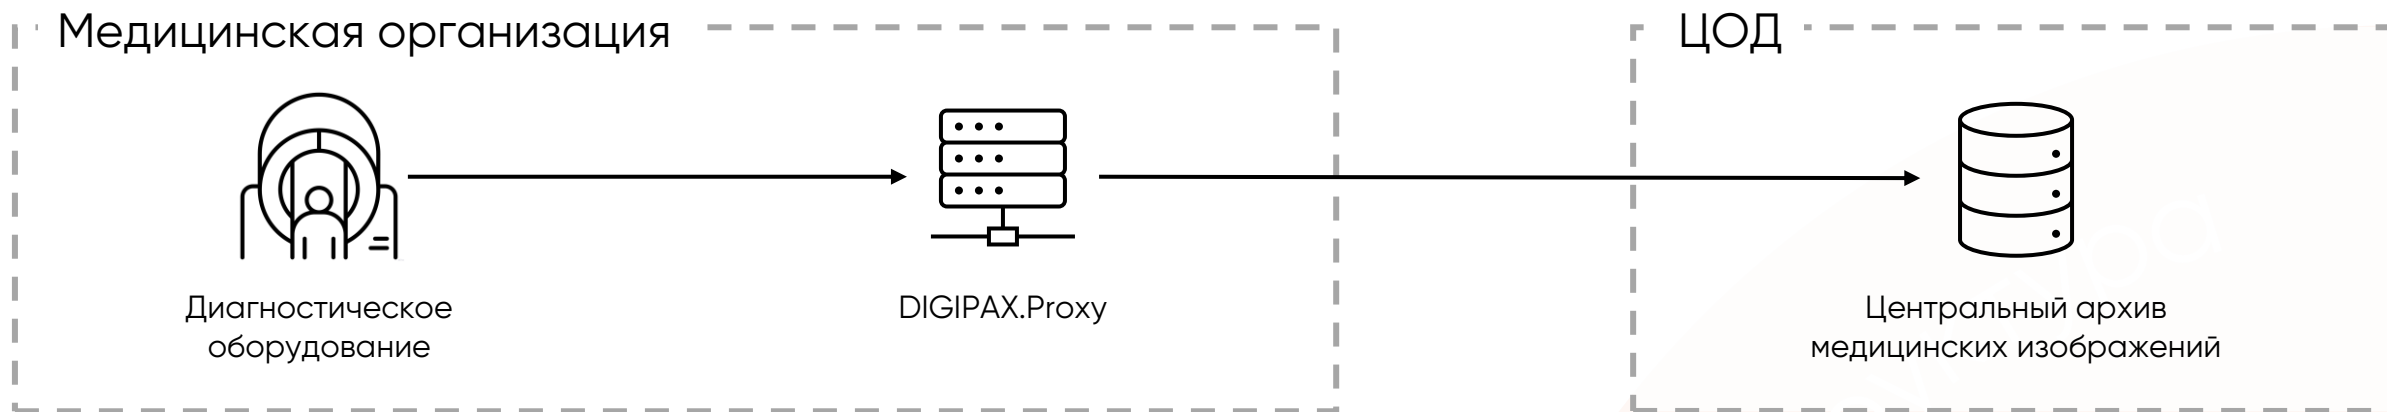 Медицинская организация
ЦОД
Диагностическое
оборудование
DIGIPAX.Proxy
Центральный архив
медицинских изображений